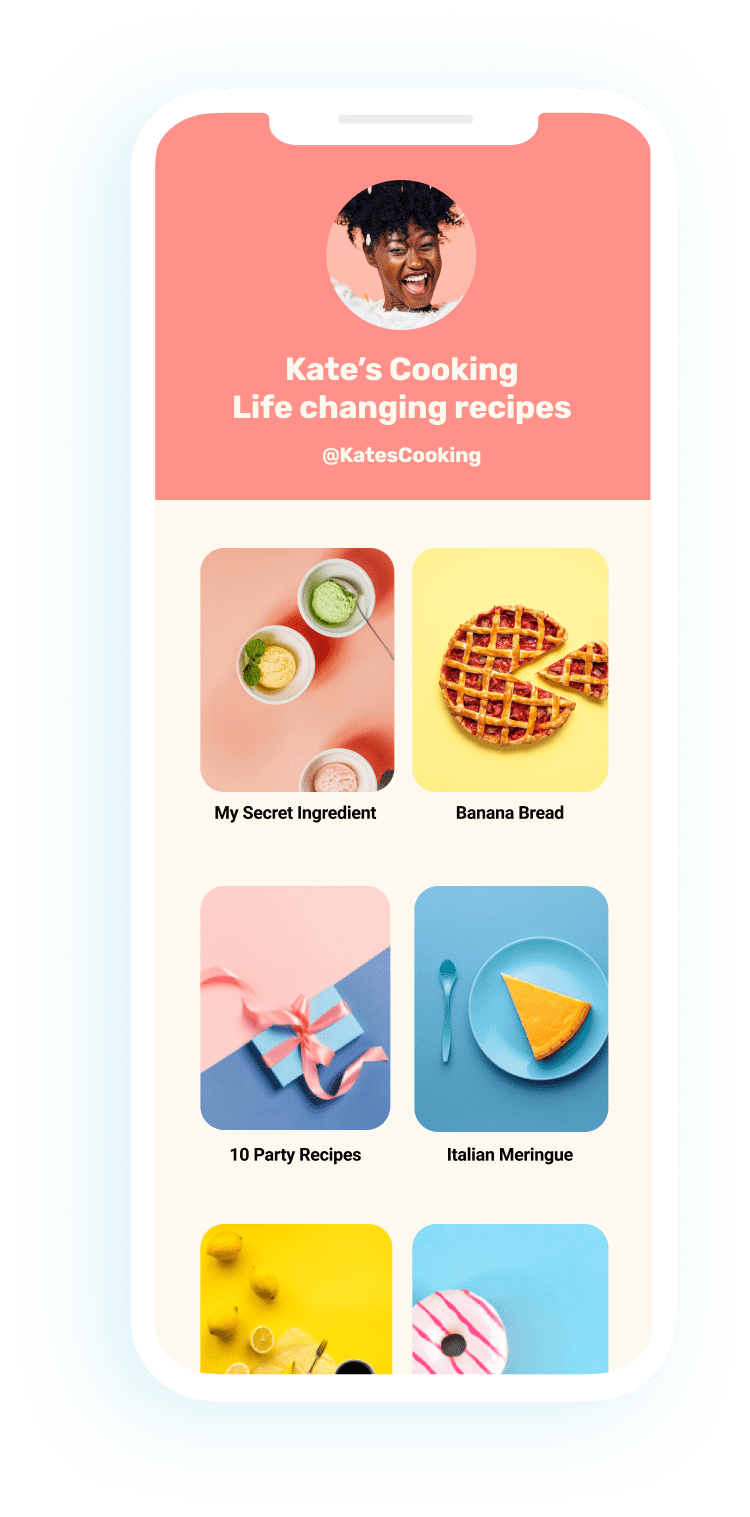 Kate’s Cooking
Life changing recipes
@KatesCooking
My Secret Ingredient
Banana Bread
10 Party Recipes
Italian Meringue